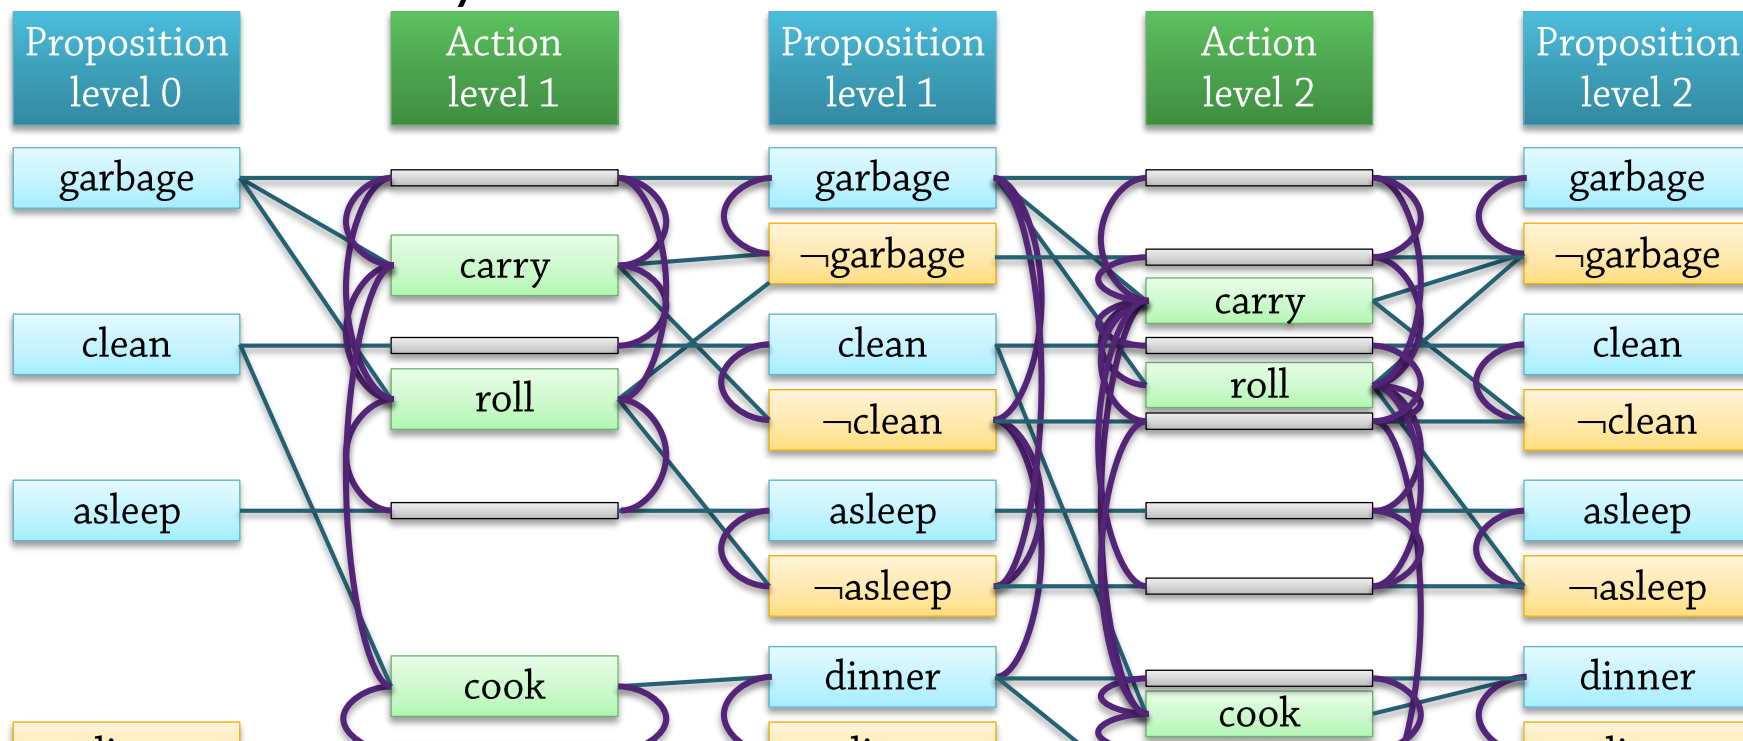 Proposition level 0
Action level 1
Proposition level 1
Action level 2
Proposition level 2
garbage
garbage
garbage
¬garbage
¬garbage
carry
carry
clean
clean
clean
roll
roll
¬clean
¬clean
asleep
asleep
asleep
¬asleep
¬asleep
cook
dinner
dinner
cook